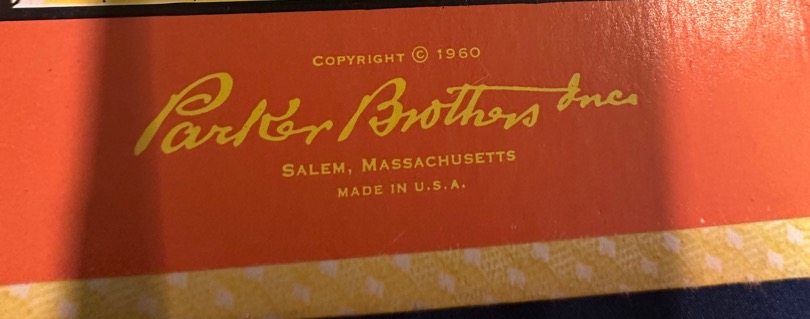 COPYRIGHT © 1960
Parker Brothers Inc.
SALEM, MASSACHUSETTS
MADE IN U.S.A.